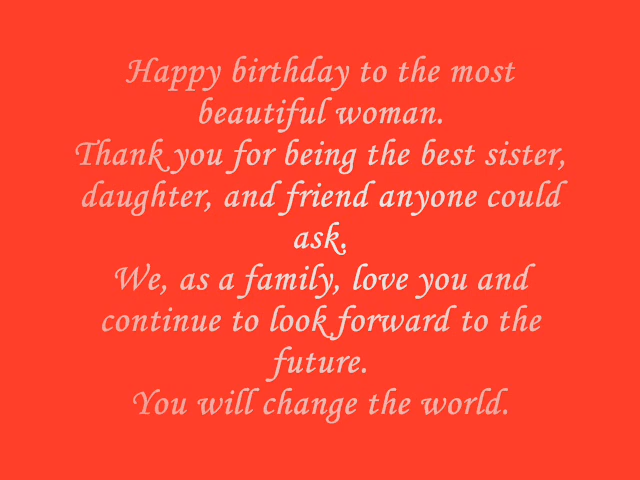 Happy birthday to the most
beautiful woman.
Thank you for being the best sister,
daughter, and friend anyone could
ask.
We, as a family, love you and
continue to look forward to the
future.
You will change the world.